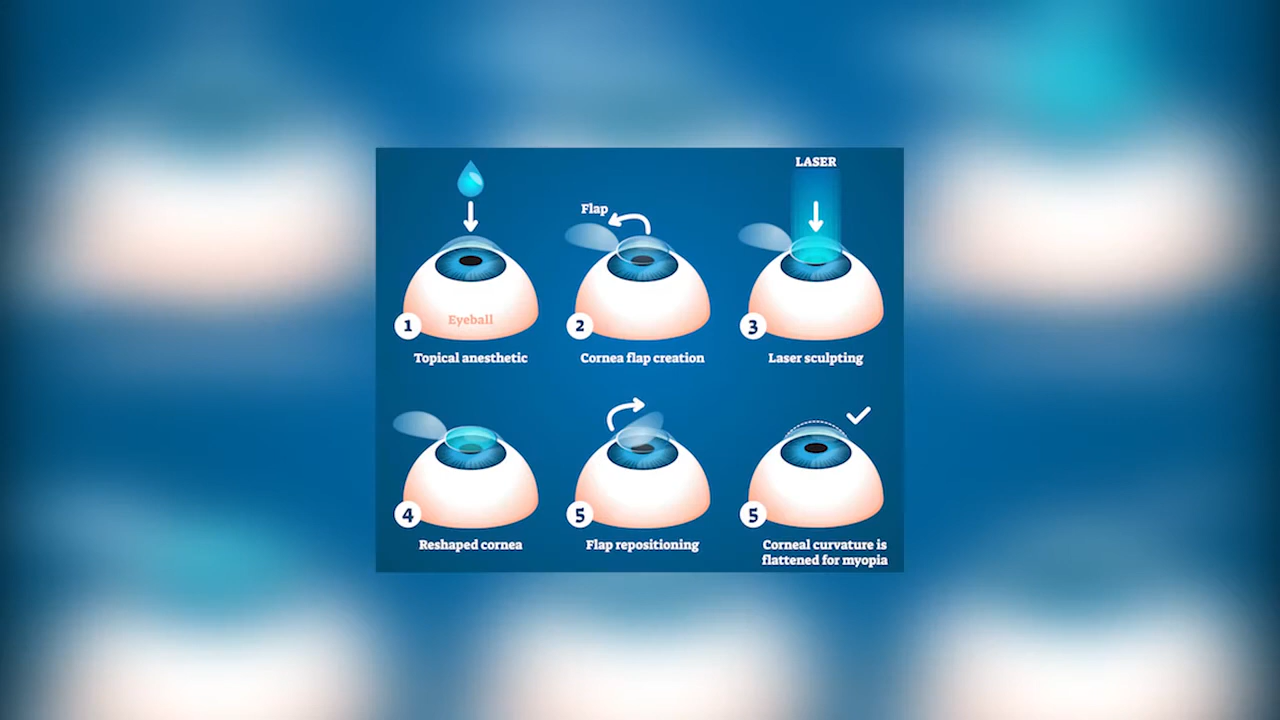 LASER
Flap
Eyeball
1
2
3
Topical anesthetic
Cornea flap creation
Laser sculpting
4
5
5
Reshaped cornea
Flap repositioning
Corneal curvature is
flattened for myopia